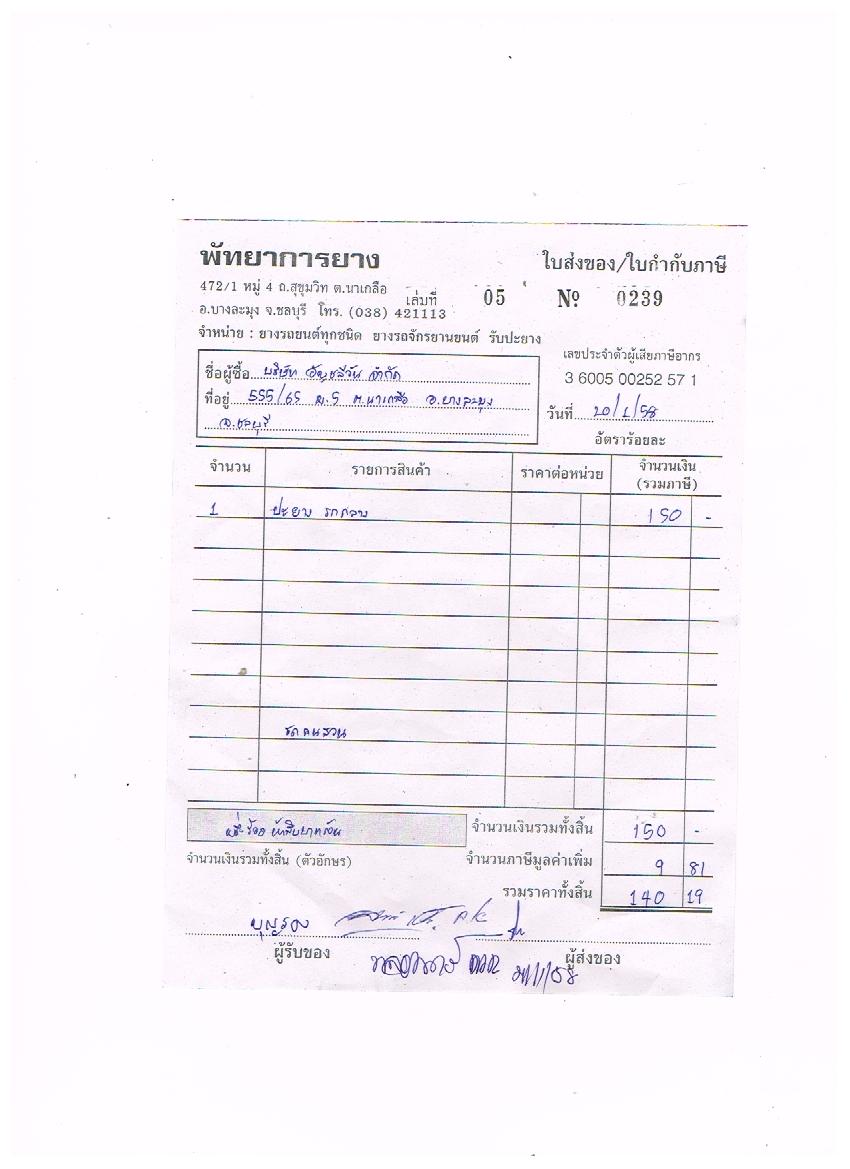 พัทยาการยาง
ใบส่งของ/ใบกำกับภาษี
472/1 หมู่ 4 ถ.สุขุมวิท ต.นาเกลือ
อ.บางละมุง จ.ชลบุรี โทร. (038) 421113
เล่มที่ 05 № 0239
จำหน่าย : ยางรถยนต์ทุกชนิด ยางรถจักรยานยนต์ รับปะยาง
เลขประจำตัวผู้เสียภาษีอากร
3 6005 00252 57 1
ชื่อผู้ซื้อ บริษัท อัญชลีวัน จำกัด
ที่อยู่ 555/65 ม.5 ต.นาเกลือ อ.บางละมุง
จ.ชลบุรี
วันที่ 20/1/58
อัตราร้อยละ
จำนวน รายการสินค้า ราคาต่อหน่วย จำนวนเงิน
(รวมภาษี)
1 ปะยาง 150 -
รถคนสวน
หนึ่งร้อยห้าสิบบาทถ้วน
จำนวนเงินรวมทั้งสิ้น 150 -
จำนวนเงินรวมทั้งสิ้น (ตัวอักษร)
จำนวนภาษีมูลค่าเพิ่ม 9 81
รวมราคาทั้งสิ้น 140 19
บุญรอง
ผู้รับของ
ผู้ส่งของ